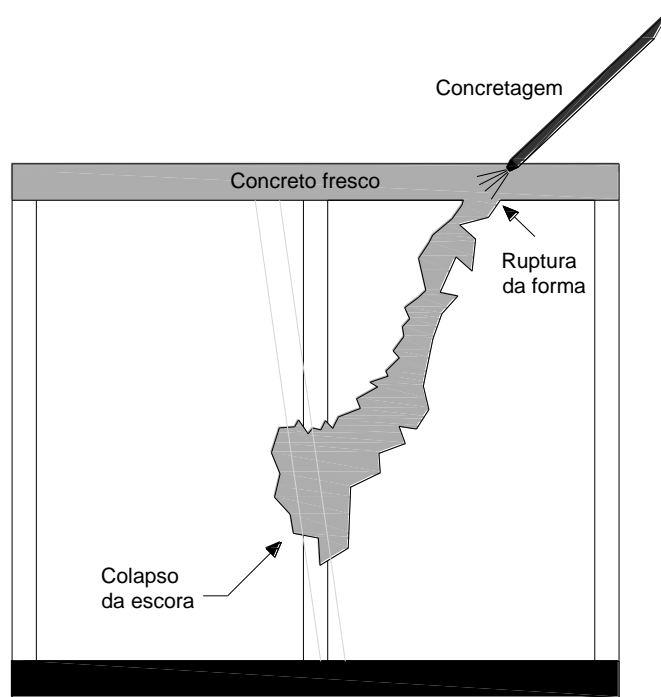 Concretagem
Concreto fresco
Ruptura
da forma
Colapso
da escora